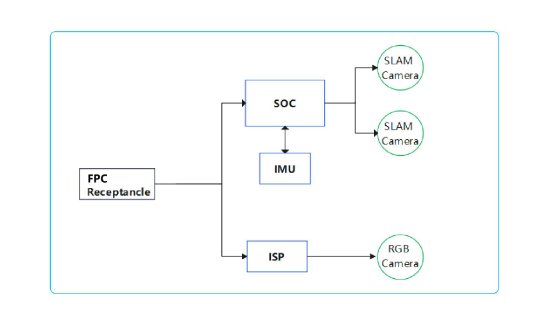 SLAM
Camera
SOC
SLAM
Camera
IMU
FPC
Receptancle
ISP
RGB
Camera